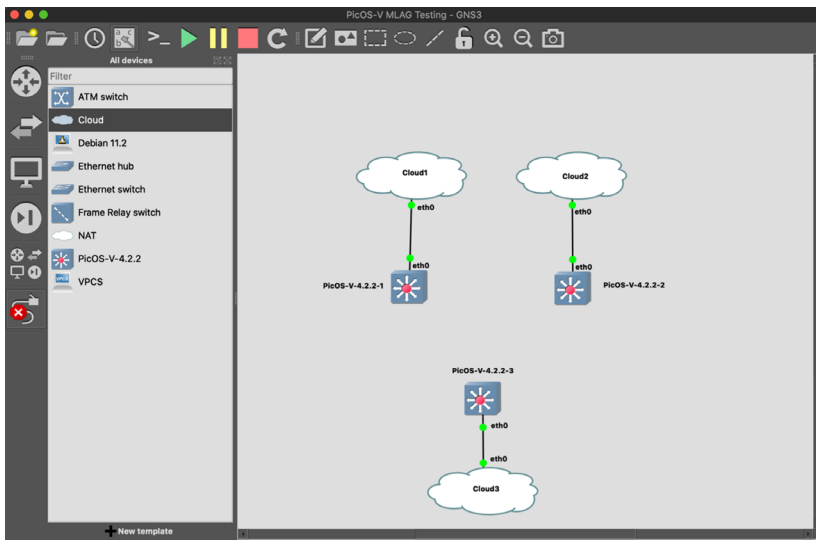 PicOS-V MLAG Testing - GNS3
All devices
Filter
ATM switch
Cloud
Debian 11.2
Ethernet hub
Ethernet switch
Frame Relay switch
NAT
PicOS-V-4.2.2
VPCS
New template
Cloud1
Cloud2
eth0
eth0
eth0
eth0
PicOS-V-4.2.2-1
PicOS-V-4.2.2-2
PicOS-V-4.2.2-3
eth0
eth0
Cloud3